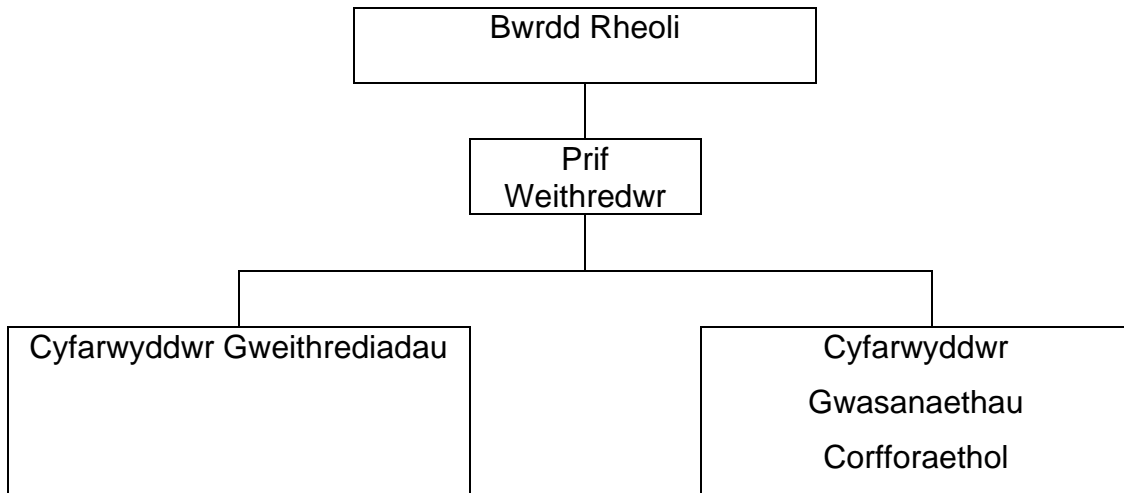 Bwrdd Rheoli
Prif
Weithredwr
Cyfarwyddwr Gweithrediadau
Cyfarwyddwr
Gwasanaethau
Corfforaethol